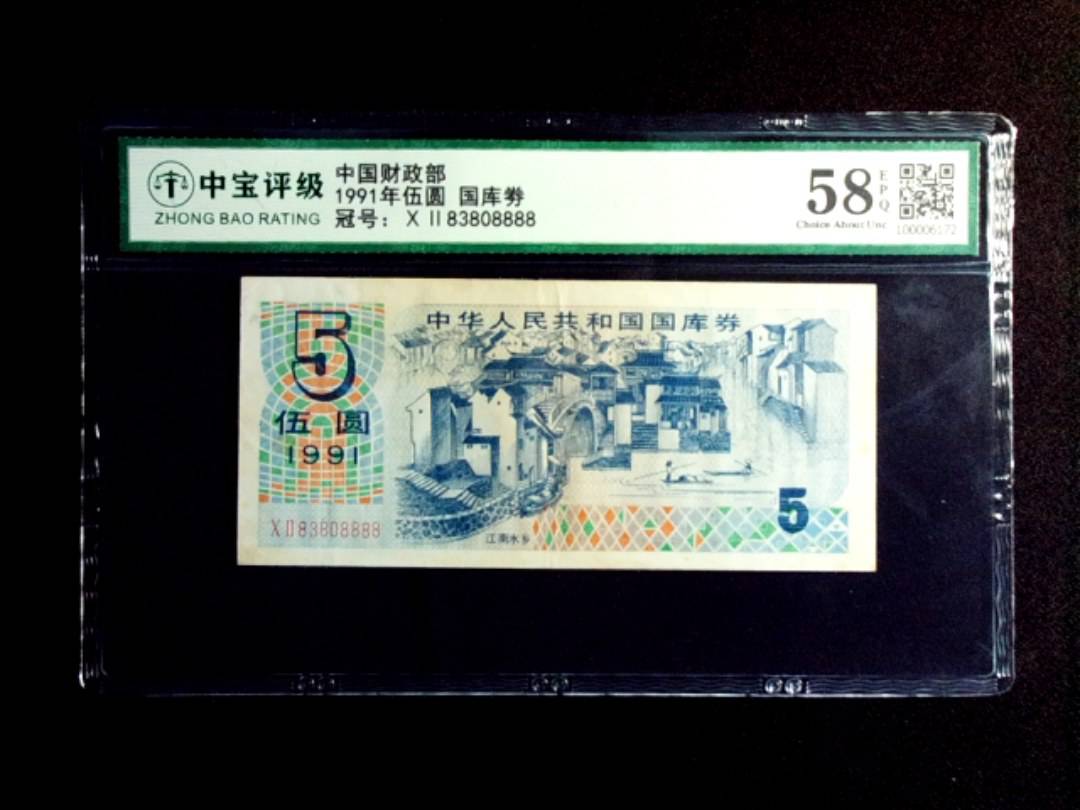 中宝评级
ZHONG BAO RATING
中国财政部
1991年伍圆 国库劵
冠号: XII83808888
58
EPQ
Choice About Unc
100006172
中华人民共和国国库券
5
伍圆
1991
XII83808888
江南水乡
5